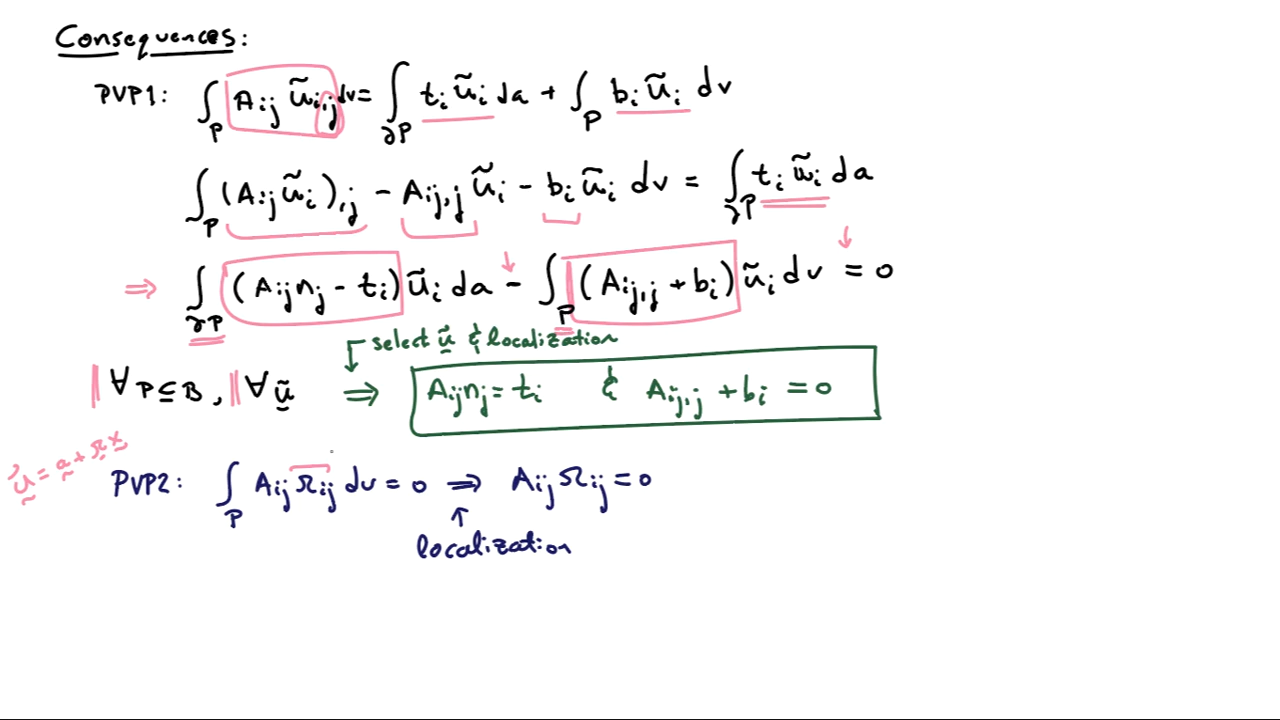 Consequences:
PVP1: ∫_P A_ij ũ_i,j dv = ∫_∂P t_i ũ_i da + ∫_P b_i ũ_i dv
∫_P (A_ij ũ_i),j - A_ij,j ũ_i - b_i ũ_i dv = ∫_∂P t_i ũ_i da
⇒ ∫_∂P (A_ij n_j - t_i) ũ_i da - ∫_P (A_ij,j + b_i) ũ_i dv = 0
select ũ & localization
∀ P ⊆ B, ∀ ũ ⇒ A_ij n_j = t_i & A_ij,j + b_i = 0
ũ = a + Ω x
PVP2: ∫_P A_ij Ω_ij dv = 0 ⇒ A_ij Ω_ij = 0
localization